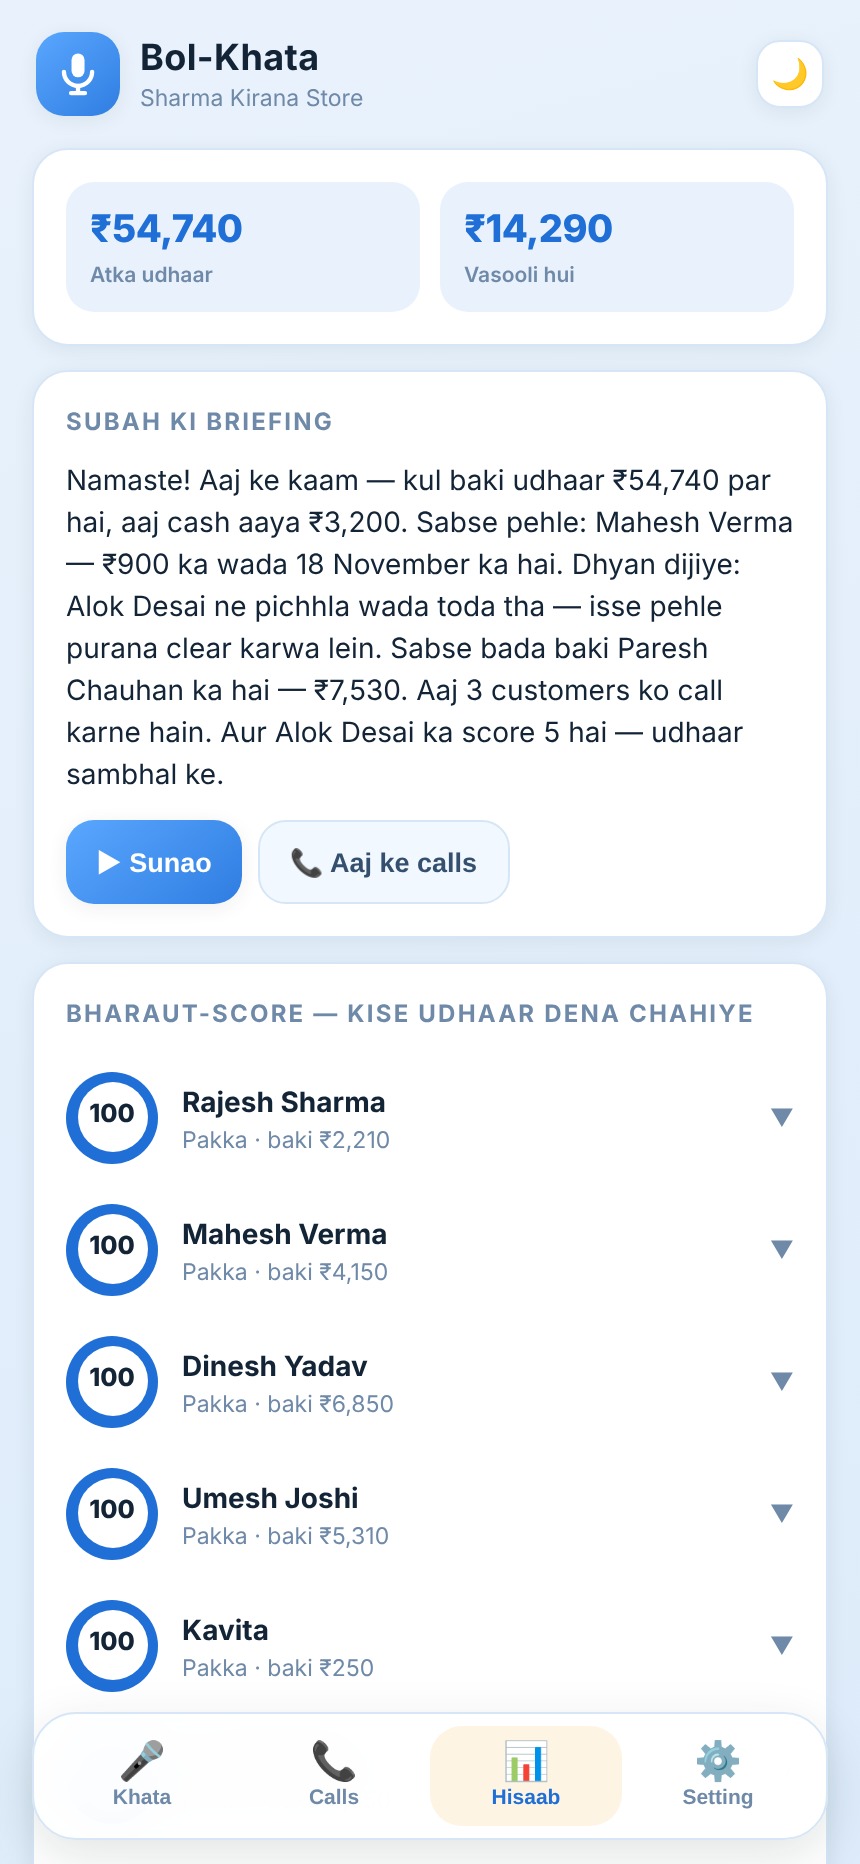 Bol-Khata
Sharma Kirana Store
₹54,740
Atka udhaar
₹14,290
Vasooli hui
SUBAH KI BRIEFING
Namaste! Aaj ke kaam — kul baki udhaar ₹54,740 par
hai, aaj cash aaya ₹3,200. Sabse pehle: Mahesh Verma
— ₹900 ka wada 18 November ka hai. Dhyan dijiye:
Alok Desai ne pichhla wada toda tha — isse pehle
purana clear karwa lein. Sabse bada baki Paresh
Chauhan ka hai — ₹7,530. Aaj 3 customers ko call
karne hain. Aur Alok Desai ka score 5 hai — udhaar
sambhal ke.
▶ Sunao
📞 Aaj ke calls
BHARAUT-SCORE — KISE UDHAAR DENA CHAHIYE
100
Rajesh Sharma
Pakka · baki ₹2,210
100
Mahesh Verma
Pakka · baki ₹4,150
100
Dinesh Yadav
Pakka · baki ₹6,850
100
Umesh Joshi
Pakka · baki ₹5,310
100
Kavita
Pakka · baki ₹250
Khata
Calls
Hisaab
Setting